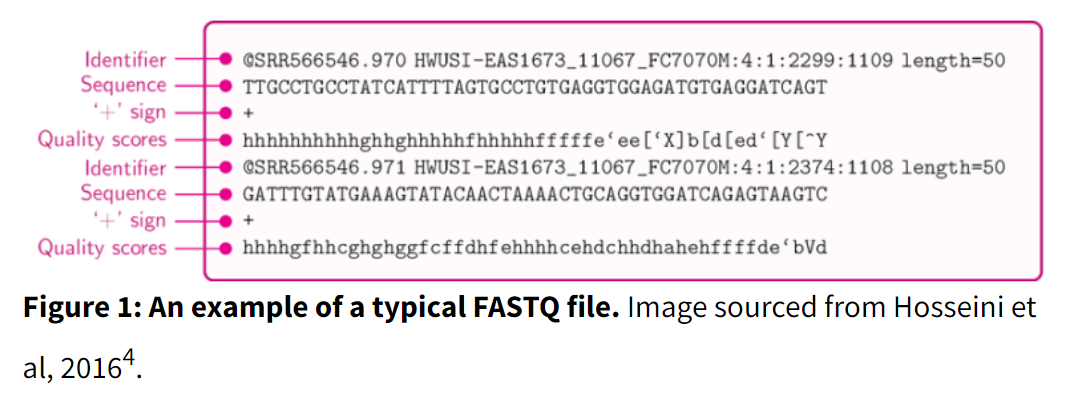 Identifier @SRR566546.970 HWUSI-EAS1673_11067_FC7070M:4:1:2299:1109 length=50
Sequence TTGCCTGCCTATCATTTTAGTGCCTGTGAGGTGGAGATGTGAGGATCAGT
'+' sign +
Quality scores hhhhhhhhhhghhghhhhhfhhhhhfffffe‘ee[‘X]b[d[ed‘[Y[^Y
Identifier @SRR566546.971 HWUSI-EAS1673_11067_FC7070M:4:1:2374:1108 length=50
Sequence GATTTGTATGAAAGTATACAACTAAAACTGCAGGTGGATCAGAGTAAGTC
'+' sign +
Quality scores hhhhgfhhcghghggfcffdhfehhhhcehdchhdhahehffffde‘bVd
Figure 1: An example of a typical FASTQ file. Image sourced from Hosseini et
al, 2016⁴.